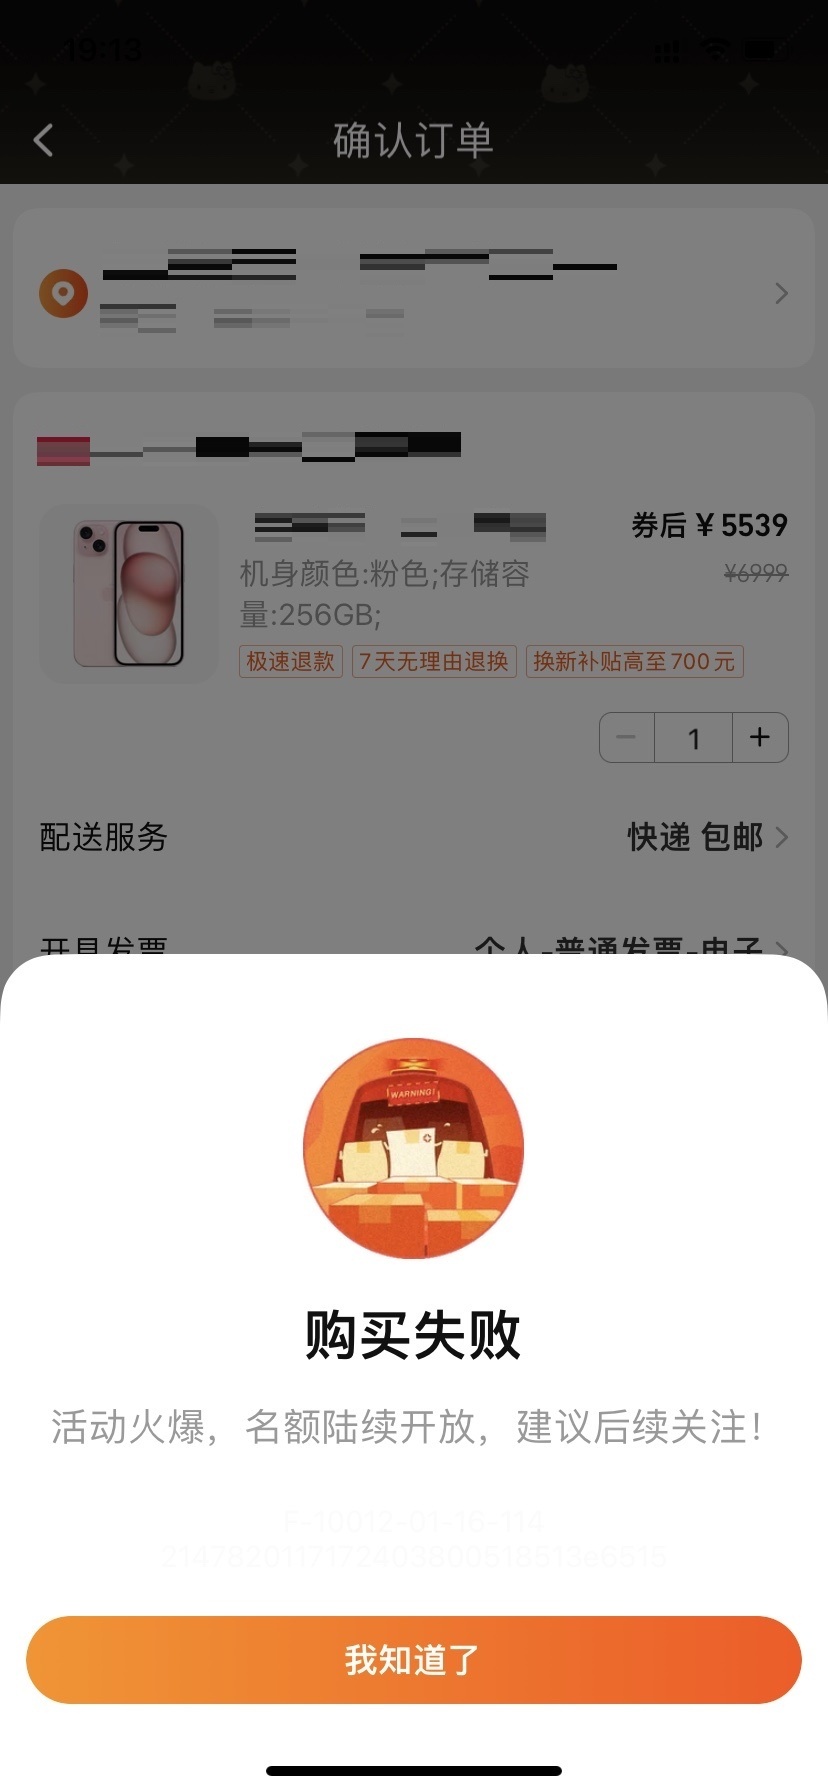 19:13
确认订单
券后 ¥ 5539
机身颜色:粉色;存储容
¥6999
量:256GB;
极速退款
7天无理由退换
换新补贴高至700元
1
配送服务
快递 包邮
开具发票
个人-普通发票-电子
WARNING!
购买失败
活动火爆，名额陆续开放，建议后续关注！
F-10012-01-16-114
我知道了